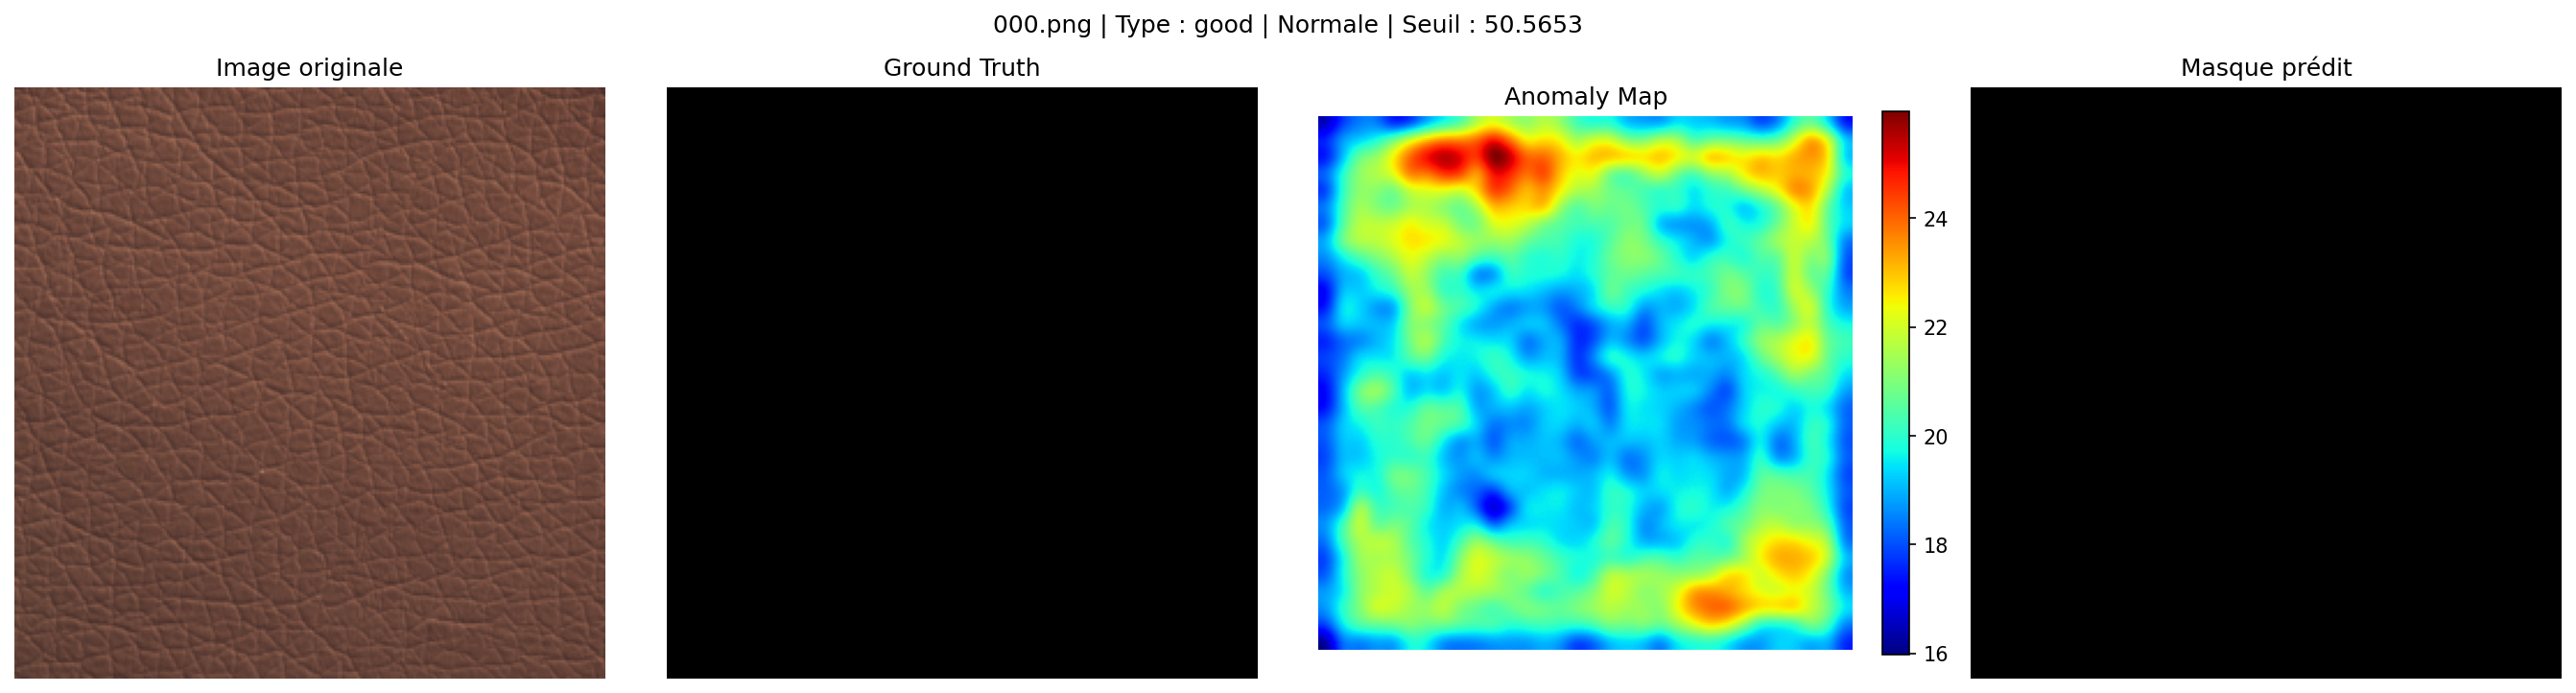 000.png | Type : good | Normale | Seuil : 50.5653
Image originale
Ground Truth
Anomaly Map
Masque prédit
24
22
20
18
16